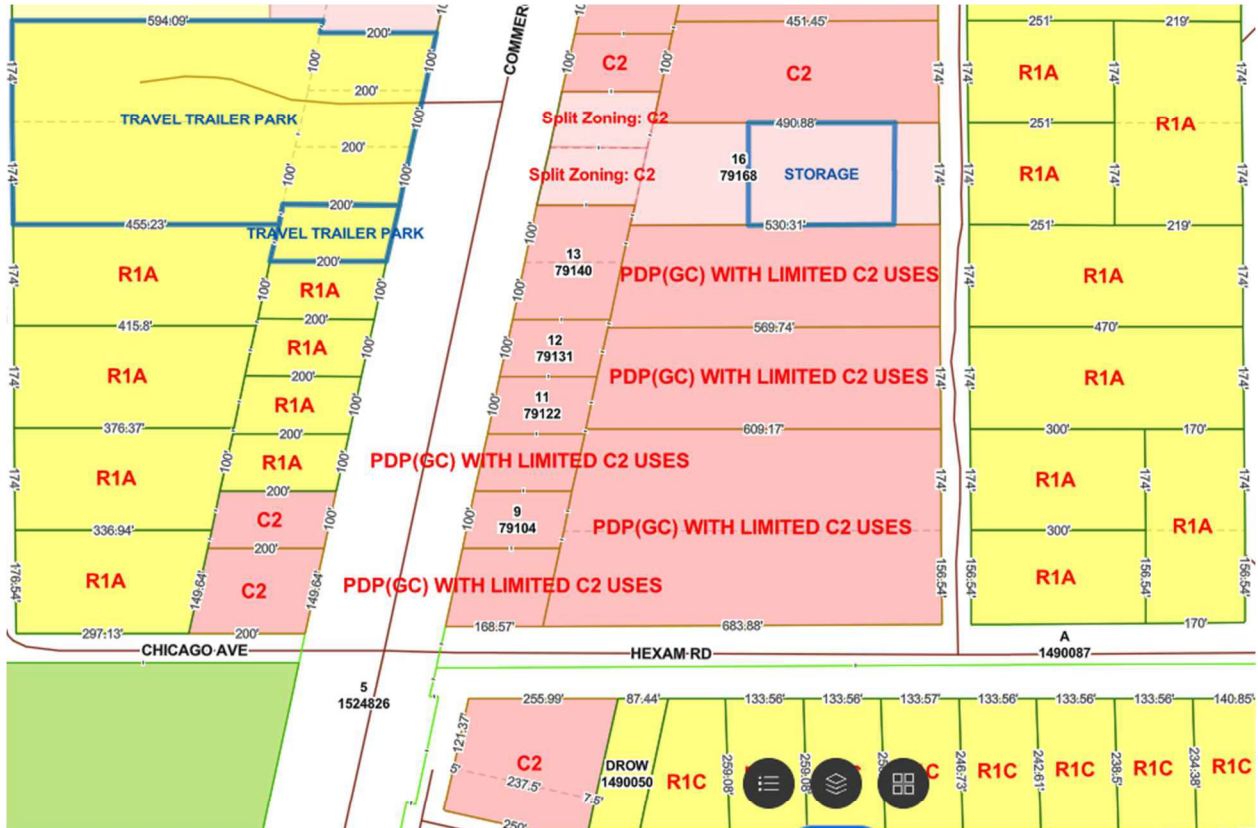 594.09'
200'
COMMER
451.45'
251'
219'
174'
100'
100'
100'
100'
C2
C2
174'
174'
R1A
174'
R1A
174'
200'
TRAVEL TRAILER PARK
100'
Split Zoning: C2
490.88'
251'
200'
16
79168
STORAGE
174'
100'
100'
Split Zoning: C2
174'
174'
R1A
174'
200'
455.23'
TRAVEL TRAILER PARK
530.31'
251'
219'
200'
100'
13
79140
174'
R1A
100'
R1A
100'
PDP(GC) WITH LIMITED C2 USES
174'
174'
R1A
174'
100'
415.8'
200'
569.74'
470'
174'
R1A
100'
R1A
100'
100'
12
79131
PDP(GC) WITH LIMITED C2 USES
174'
174'
R1A
174'
200'
100'
R1A
100'
100'
11
79122
376.37'
200'
609.17'
300'
170'
174'
R1A
100'
R1A
100'
PDP(GC) WITH LIMITED C2 USES
174'
174'
R1A
174'
174'
200'
C2
100'
100'
9
79104
PDP(GC) WITH LIMITED C2 USES
R1A
336.94'
300'
200'
176.54'
R1A
149.64'
C2
149.64'
PDP(GC) WITH LIMITED C2 USES
156.54'
156.54'
R1A
156.54'
156.54'
297.13'
200'
168.57'
683.88'
170'
CHICAGO AVE
HEXAM RD
A
1490087
5
1524826
255.99'
87.44'
133.56'
133.56'
133.57'
133.56'
133.56'
133.56'
140.85'
121.37'
C2
5'
237.5'
7.5'
250'
DROW
1490050
R1C
259.08'
259.08'
C
246.73'
R1C
242.61'
R1C
238.5'
R1C
234.38'
R1C